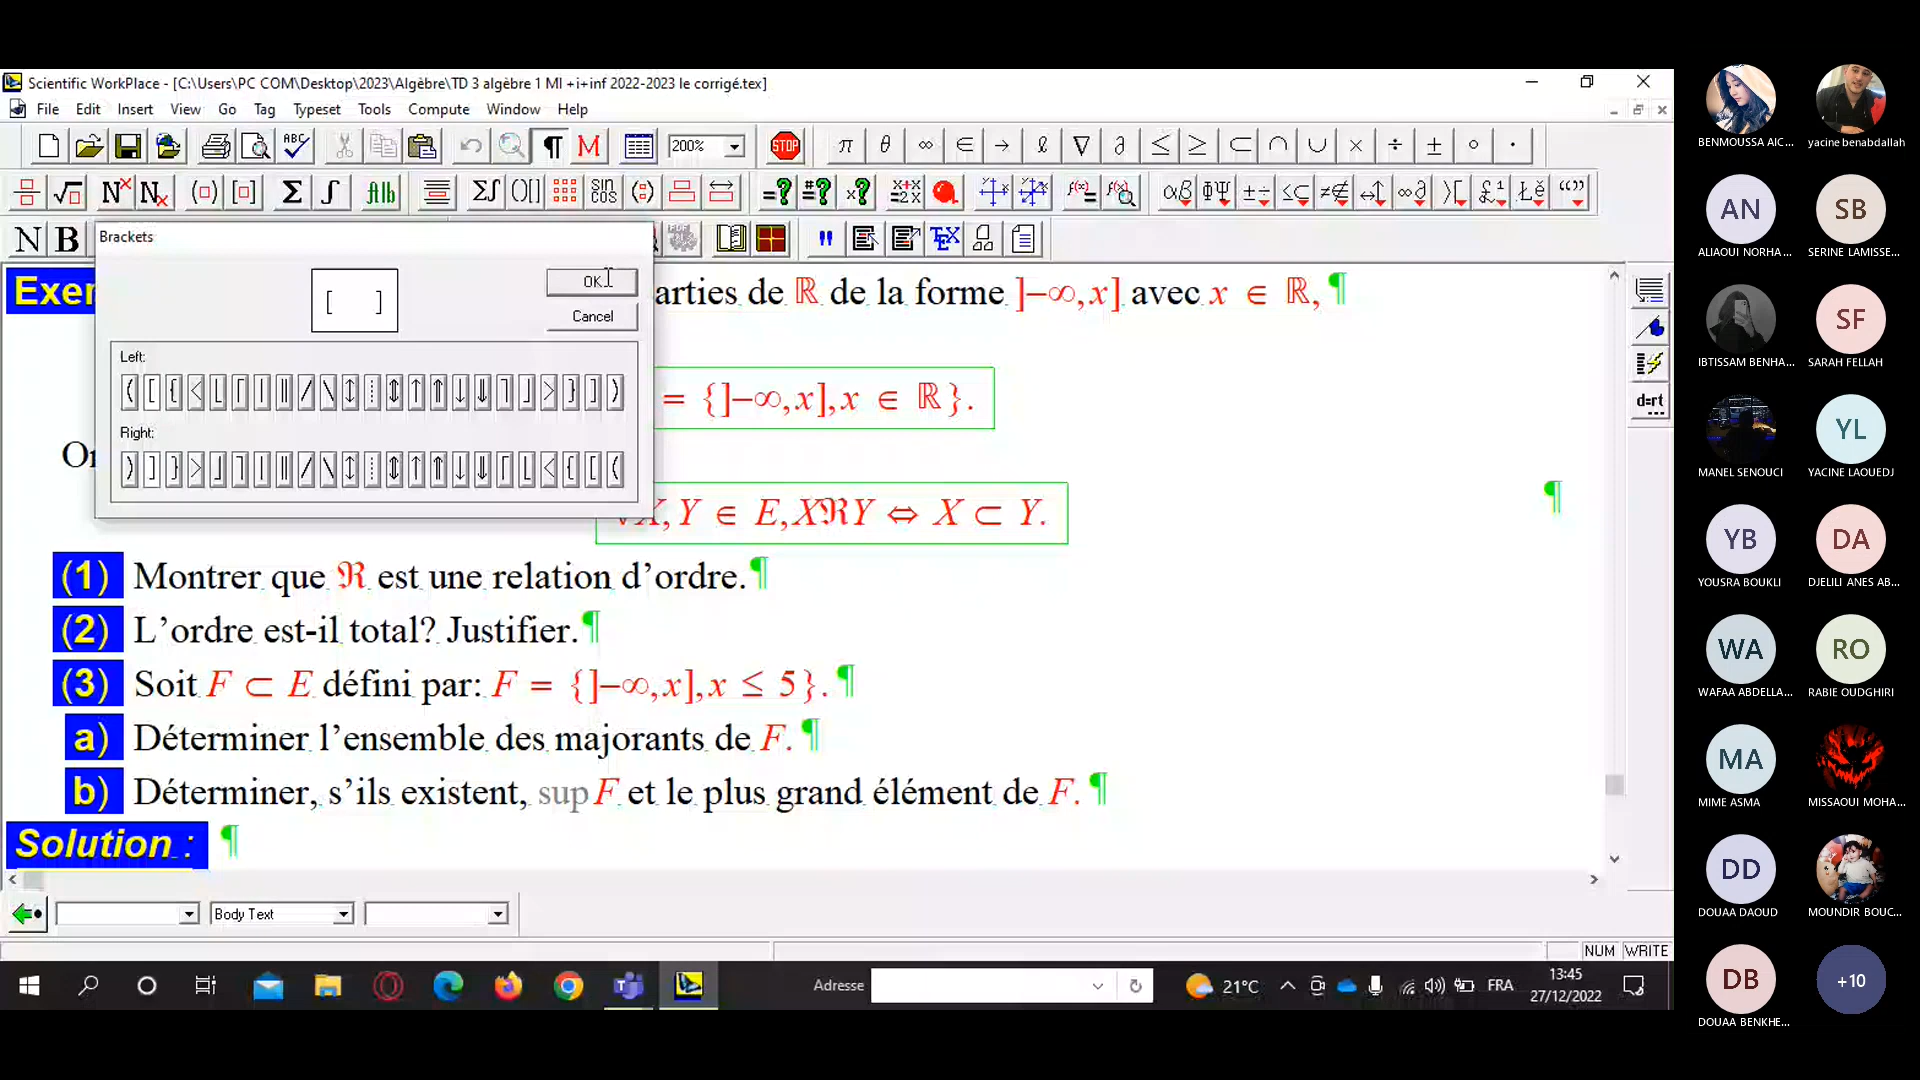 Scientific WorkPlace - [C:\Users\PC COM\Desktop\2023\Algèbre\TD 3 algèbre 1 MI +i+inf 2022-2023 le corrigé.tex]
File Edit Insert View Go Tag Typeset Tools Compute Window Help
200% STOP π θ ∞ ∈ → ℓ ∇ ∂ ≤ ≥ ⊂ ∩ ∪ × ÷ ± ∘ ·
N B
Brackets
[ ]
OK
Cancel
Left:
Right:
Exer
arties de ℝ de la forme ]−∞,x] avec x ∈ ℝ,¶
= {]−∞,x],x ∈ ℝ}.
X,Y ∈ E,XℜY ⇔ X ⊂ Y.
¶
(1) Montrer que ℜ est une relation d’ordre.¶
(2) L’ordre est-il total? Justifier.¶
(3) Soit F ⊂ E défini par: F = {]−∞,x],x ≤ 5}.¶
a) Déterminer l’ensemble des majorants de F.¶
b) Déterminer, s’ils existent, sup F et le plus grand élément de F.¶
Solution : ¶
Body Text
NUM WRITE
Adresse
21°C
FRA
13:45
27/12/2022
BENMOUSSA AIC...
yacine benabdallah
AN
ALIAOUI NORHA...
SB
SERINE LAMISSE...
IBTISSAM BENHA...
SF
SARAH FELLAH
MANEL SENOUCI
YL
YACINE LAOUEDJ
YB
YOUSRA BOUKLI
DA
DJELILI ANES AB...
WA
WAFAA ABDELLA...
RO
RABIE OUDGHIRI
MA
MIME ASMA
MISSAOUI MOHA...
DD
DOUAA DAOUD
MOUNDIR BOUC...
DB
DOUAA BENKHE...
+10